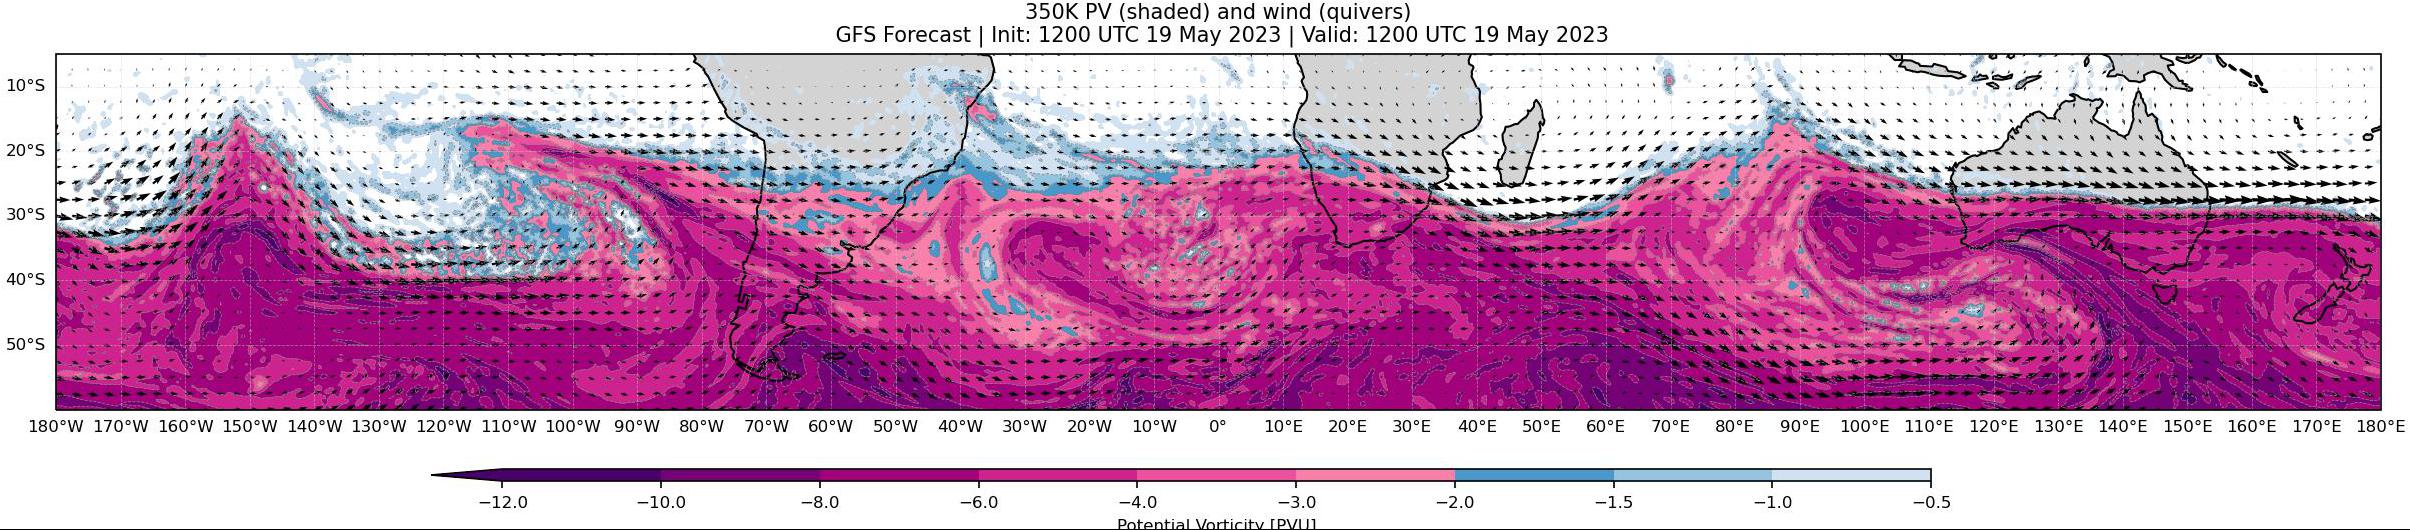 350K PV (shaded) and wind (quivers)
GFS Forecast | Init: 1200 UTC 19 May 2023 | Valid: 1200 UTC 19 May 2023
10°S
20°S
30°S
40°S
50°S
180°W 170°W 160°W 150°W 140°W 130°W 120°W 110°W 100°W 90°W 80°W 70°W 60°W 50°W 40°W 30°W 20°W 10°W 0° 10°E 20°E 30°E 40°E 50°E 60°E 70°E 80°E 90°E 100°E 110°E 120°E 130°E 140°E 150°E 160°E 170°E 180°E
−12.0 −10.0 −8.0 −6.0 −4.0 −3.0 −2.0 −1.5 −1.0 −0.5
Potential Vorticity [PVU]